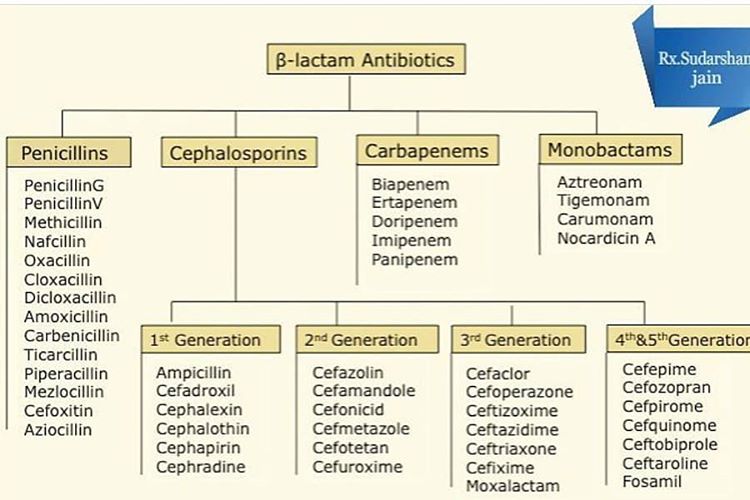 β-lactam Antibiotics
Rx.Sudarshan
jain
Penicillins
PenicillinG
PenicillinV
Methicillin
Nafcillin
Oxacillin
Cloxacillin
Dicloxacillin
Amoxicillin
Carbenicillin
Ticarcillin
Piperacillin
Mezlocillin
Cefoxitin
Aziocillin
Cephalosporins
Carbapenems
Biapenem
Ertapenem
Doripenem
Imipenem
Panipenem
Monobactams
Aztreonam
Tigemonam
Carumonam
Nocardicin A
1st Generation
Ampicillin
Cefadroxil
Cephalexin
Cephalothin
Cephapirin
Cephradine
2nd Generation
Cefazolin
Cefamandole
Cefonicid
Cefmetazole
Cefotetan
Cefuroxime
3rd Generation
Cefaclor
Cefoperazone
Ceftizoxime
Ceftazidime
Ceftriaxone
Cefixime
Moxalactam
4th&5thGeneration
Cefepime
Cefozopran
Cefpirome
Cefquinome
Ceftobiprole
Ceftaroline
Fosamil